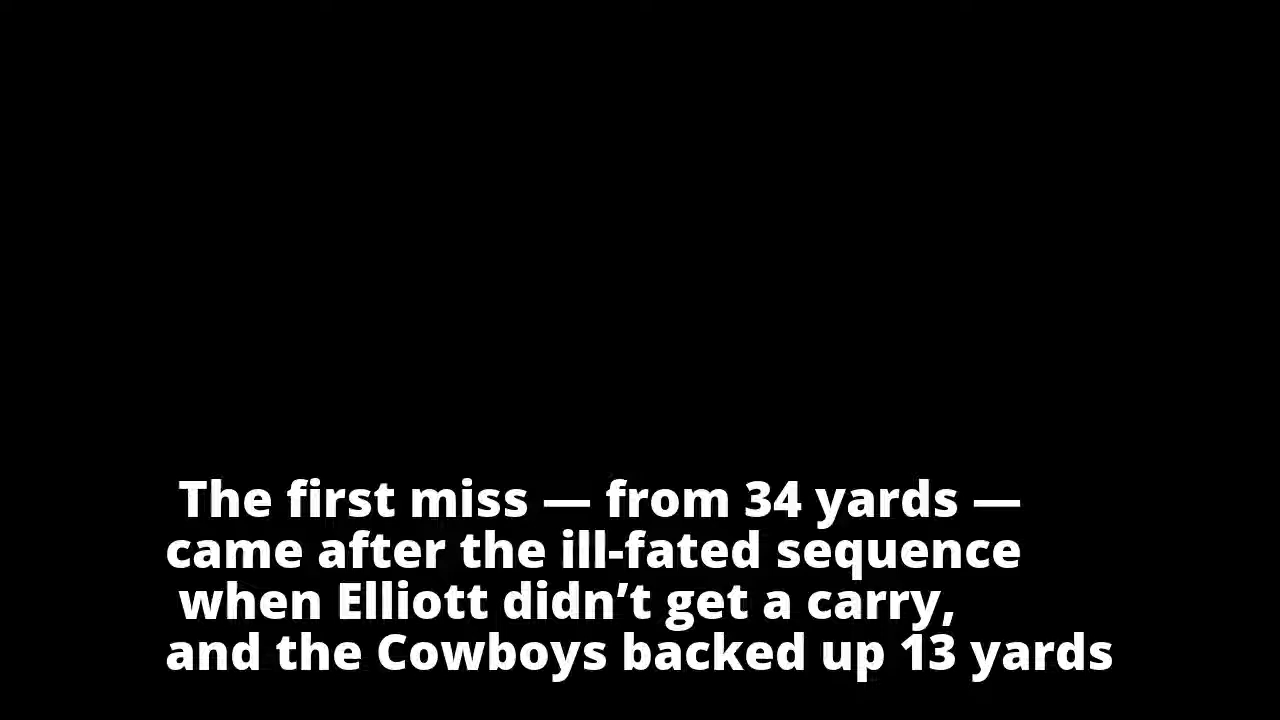 The first miss — from 34 yards —
came after the ill-fated sequence
when Elliott didn’t get a carry,
and the Cowboys backed up 13 yards